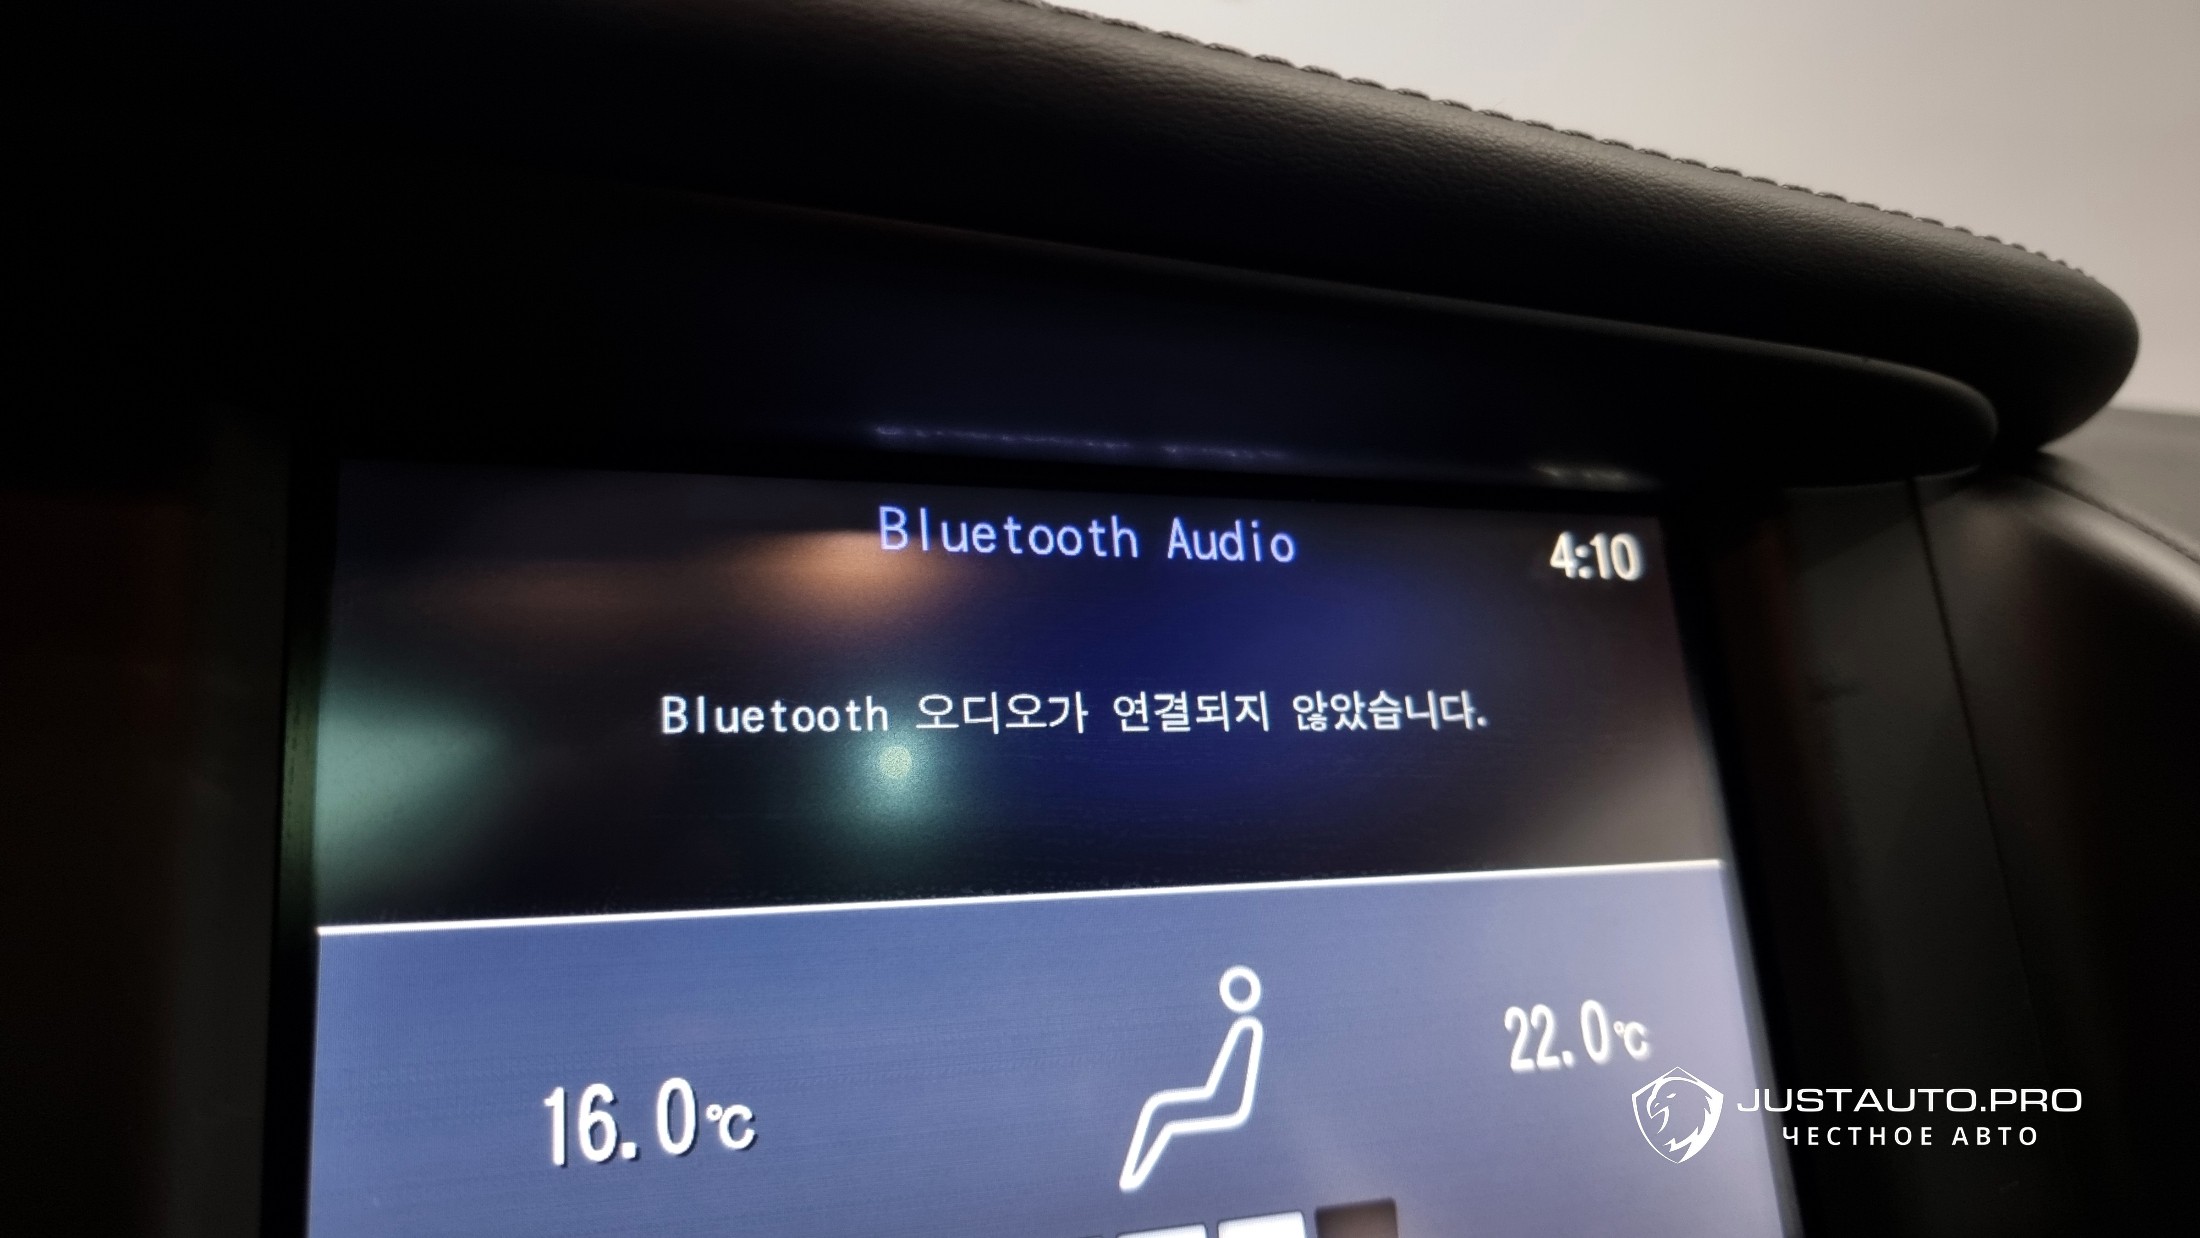 Bluetooth Audio
4:10
Bluetooth 오디오가 연결되지 않았습니다.
16.0℃
22.0℃
JUSTAUTO.PRO
ЧЕСТНОЕ АВТО